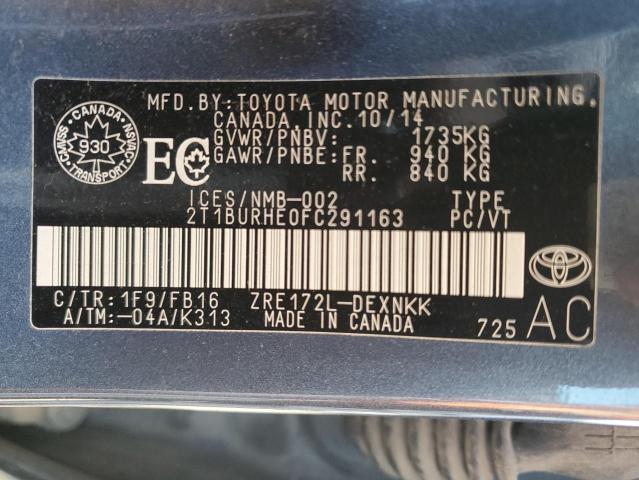 MFD.BY:TOYOTA MOTOR MANUFACTURING.
CANADA,INC.10/14
GVWR/PNBV: 1735KG
GAWR/PNBE:FR. 940 KG
RR. 840 KG
CANADA
CMVSS NSVAC
930
TRANSPORT
EC
ICES/NMB-002 TYPE
2T1BURHE0FC291163 PC/VT
C/TR:1F9/FB16 ZRE172L-DEXNKK
A/TM:-04A/K313 MADE IN CANADA 725 AC